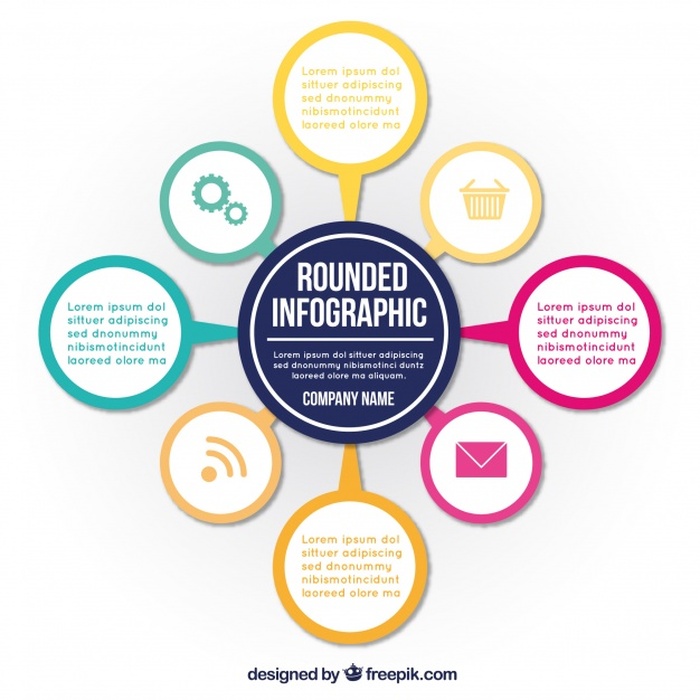 Lorem ipsum dol
sittuer adipiscing
sed dnonummy
nibismotincidunt
laoreed olore ma
Lorem ipsum dol
sittuer adipiscing
sed dnonummy
nibismotincidunt
laoreed olore ma
ROUNDED
INFOGRAPHIC
Lorem ipsum dol sittuer adipiscing
sed dnonummy nibismotinci duntz
laoreed olore ma aliquam.
COMPANY NAME
Lorem ipsum dol
sittuer adipiscing
sed dnonummy
nibismotincidunt
laoreed olore ma
Lorem ipsum dol
sittuer adipiscing
sed dnonummy
nibismotincidunt
laoreed olore ma
designed by freepik.com